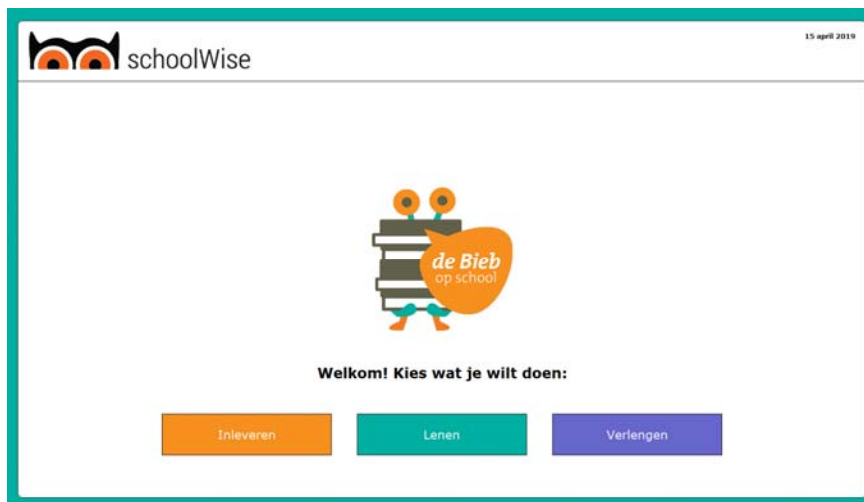 schoolWise
15 april 2019
de Bieb
op school
Welkom! Kies wat je wilt doen:
Inleveren
Lenen
Verlengen